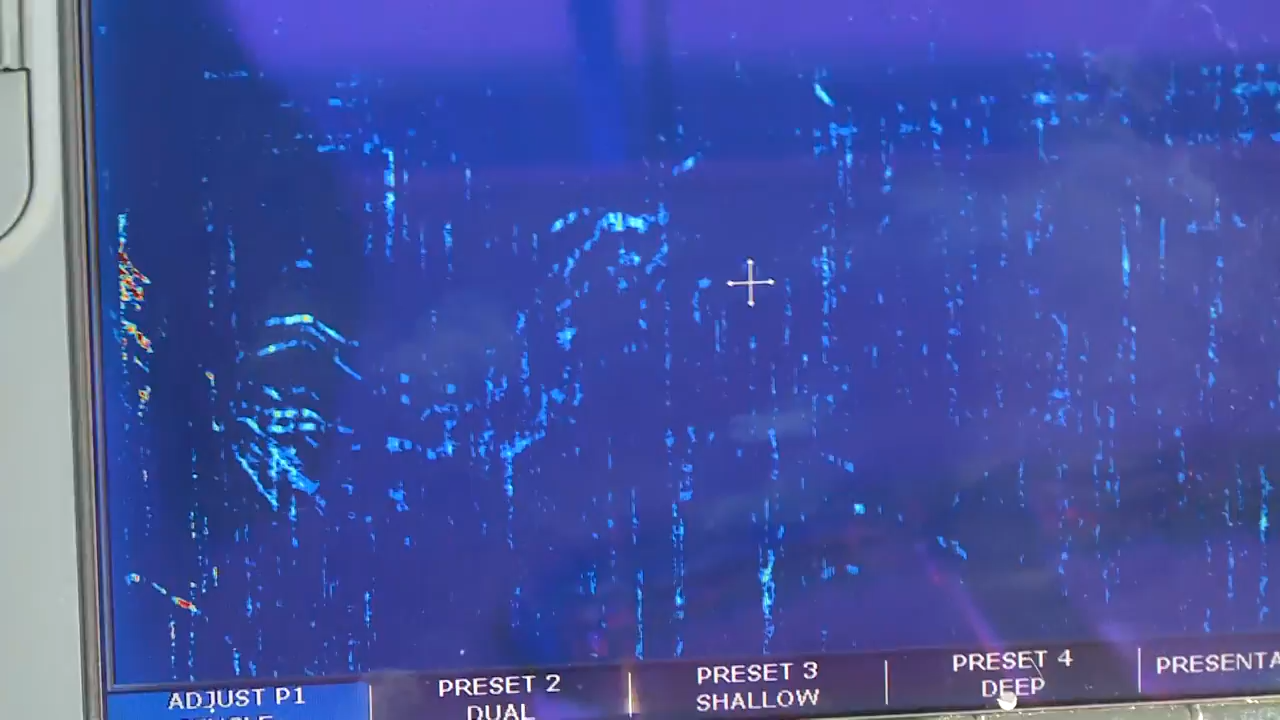 ADJUST P1
PRESET 2
DUAL
PRESET 3
SHALLOW
PRESET 4
DEEP
PRESENTA